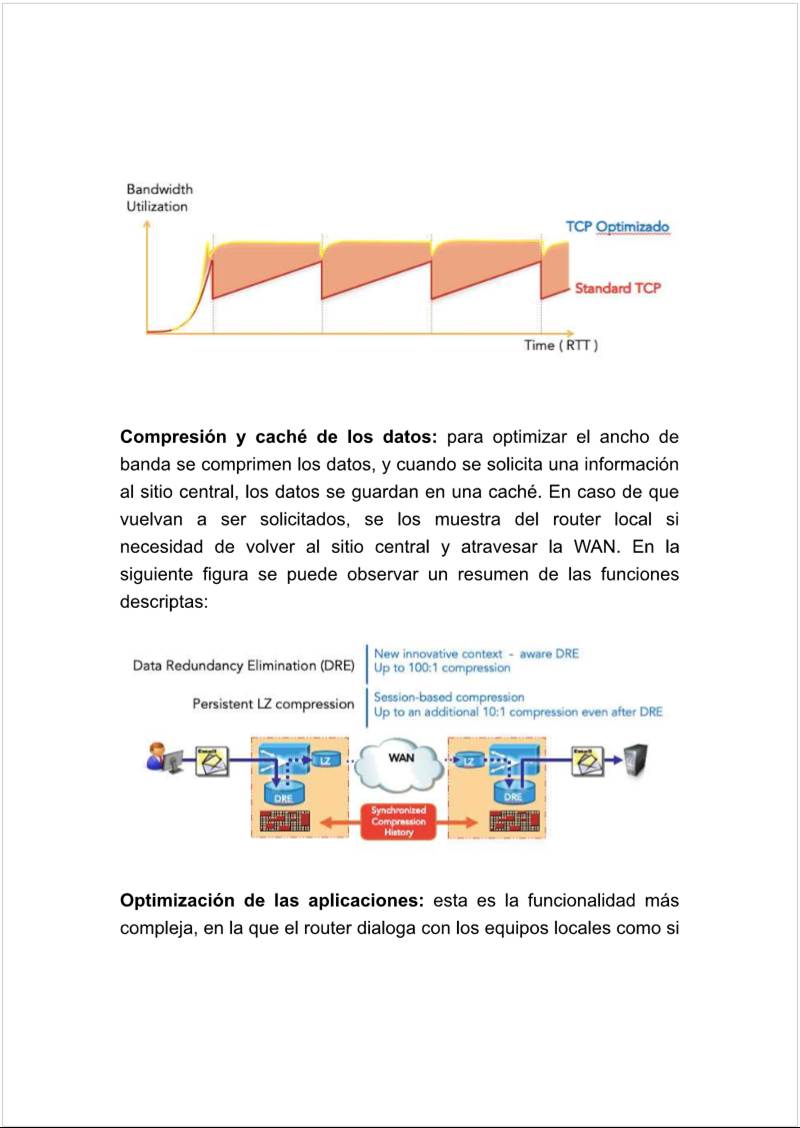 Bandwidth
Utilization
TCP Optimizado
Standard TCP
Time ( RTT )
Compresión y caché de los datos: para optimizar el ancho de
banda se comprimen los datos, y cuando se solicita una información
al sitio central, los datos se guardan en una caché. En caso de que
vuelvan a ser solicitados, se los muestra del router local si
necesidad de volver al sitio central y atravesar la WAN. En la
siguiente figura se puede observar un resumen de las funciones
descriptas:
Data Redundancy Elimination (DRE)
New innovative context - aware DRE
Up to 100:1 compression
Persistent LZ compression
Session-based compression
Up to an additional 10:1 compression even after DRE
Email
LZ
WAN
LZ
Email
DRE
DRE
Synchronized
Compression
History
Optimización de las aplicaciones: esta es la funcionalidad más
compleja, en la que el router dialoga con los equipos locales como si